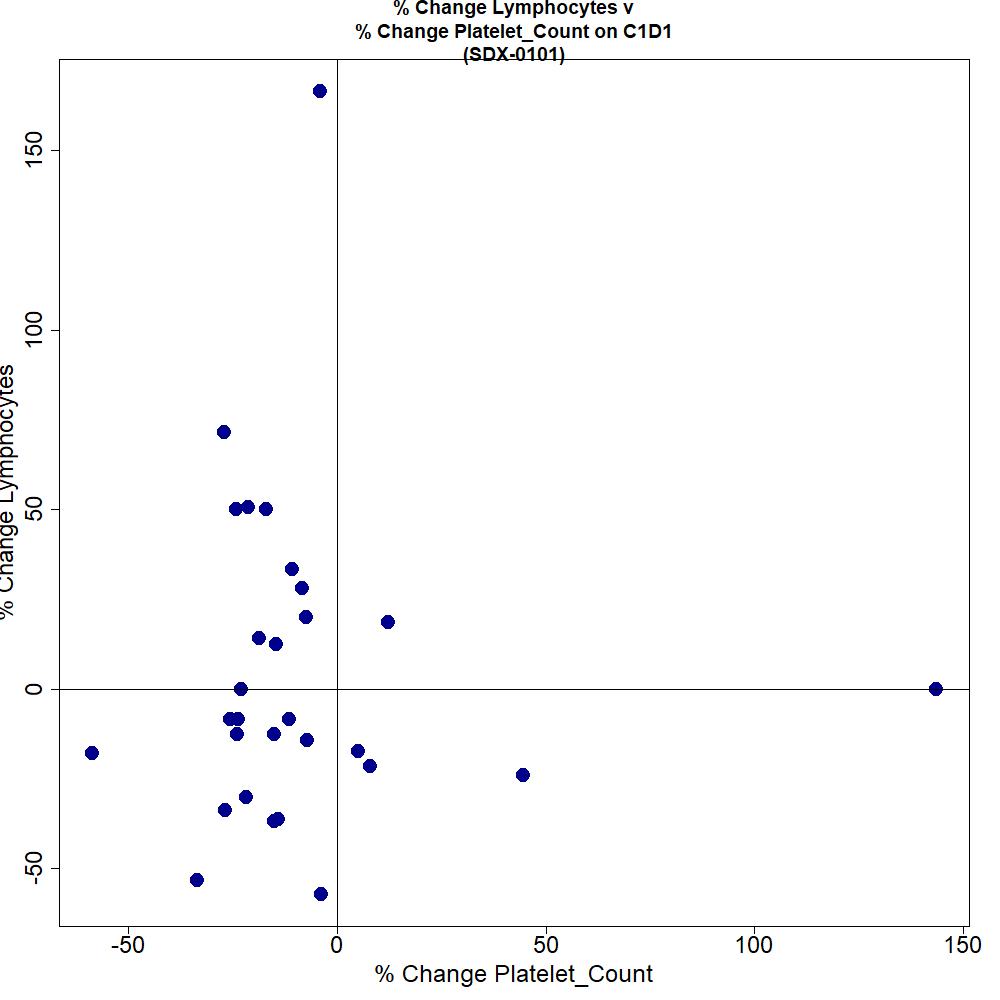 % Change Lymphocytes v
% Change Platelet_Count on C1D1
(SDX-0101)
% Change Lymphocytes
150
100
50
0
-50
-50
0
50
100
150
% Change Platelet_Count